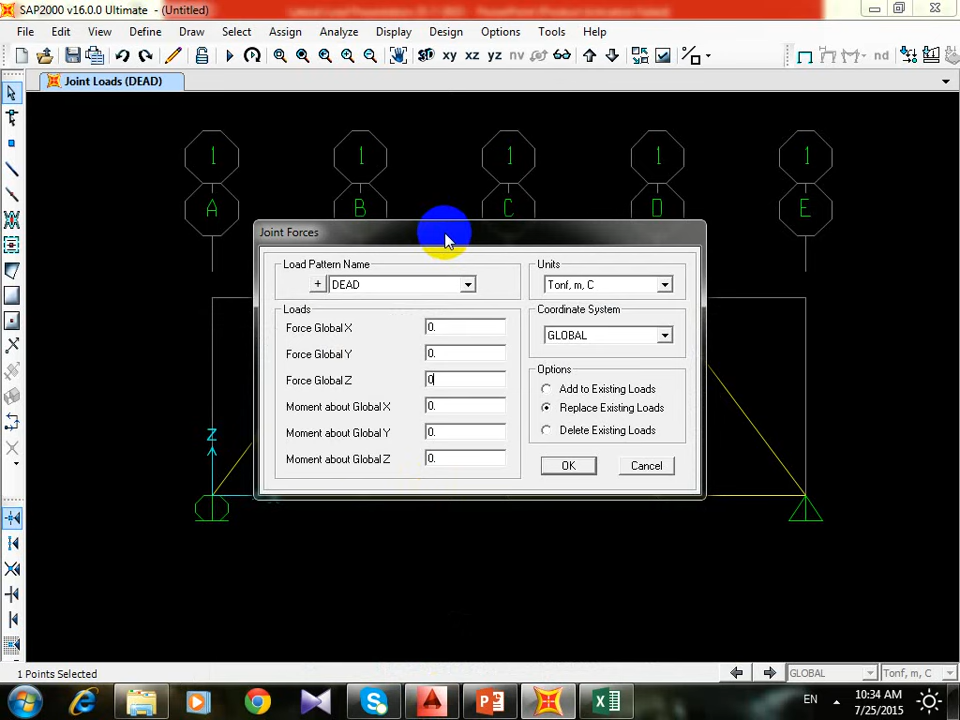 SAP2000 v16.0.0 Ultimate - (Untitled)
File Edit View Define Draw Select Assign Analyze Display Design Options Tools Help
3D xy xz yz nv nd
Joint Loads (DEAD)
1 1 1 1 1
A B C D E
Joint Forces
Load Pattern Name
+ DEAD
Units
Tonf, m, C
Loads
Force Global X 0.
Force Global Y 0.
Force Global Z 0
Moment about Global X 0.
Moment about Global Y 0.
Moment about Global Z 0.
Coordinate System
GLOBAL
Options
Add to Existing Loads
Replace Existing Loads
Delete Existing Loads
OK Cancel
Z
1 Points Selected
GLOBAL Tonf, m, C
EN
10:34 AM
7/25/2015